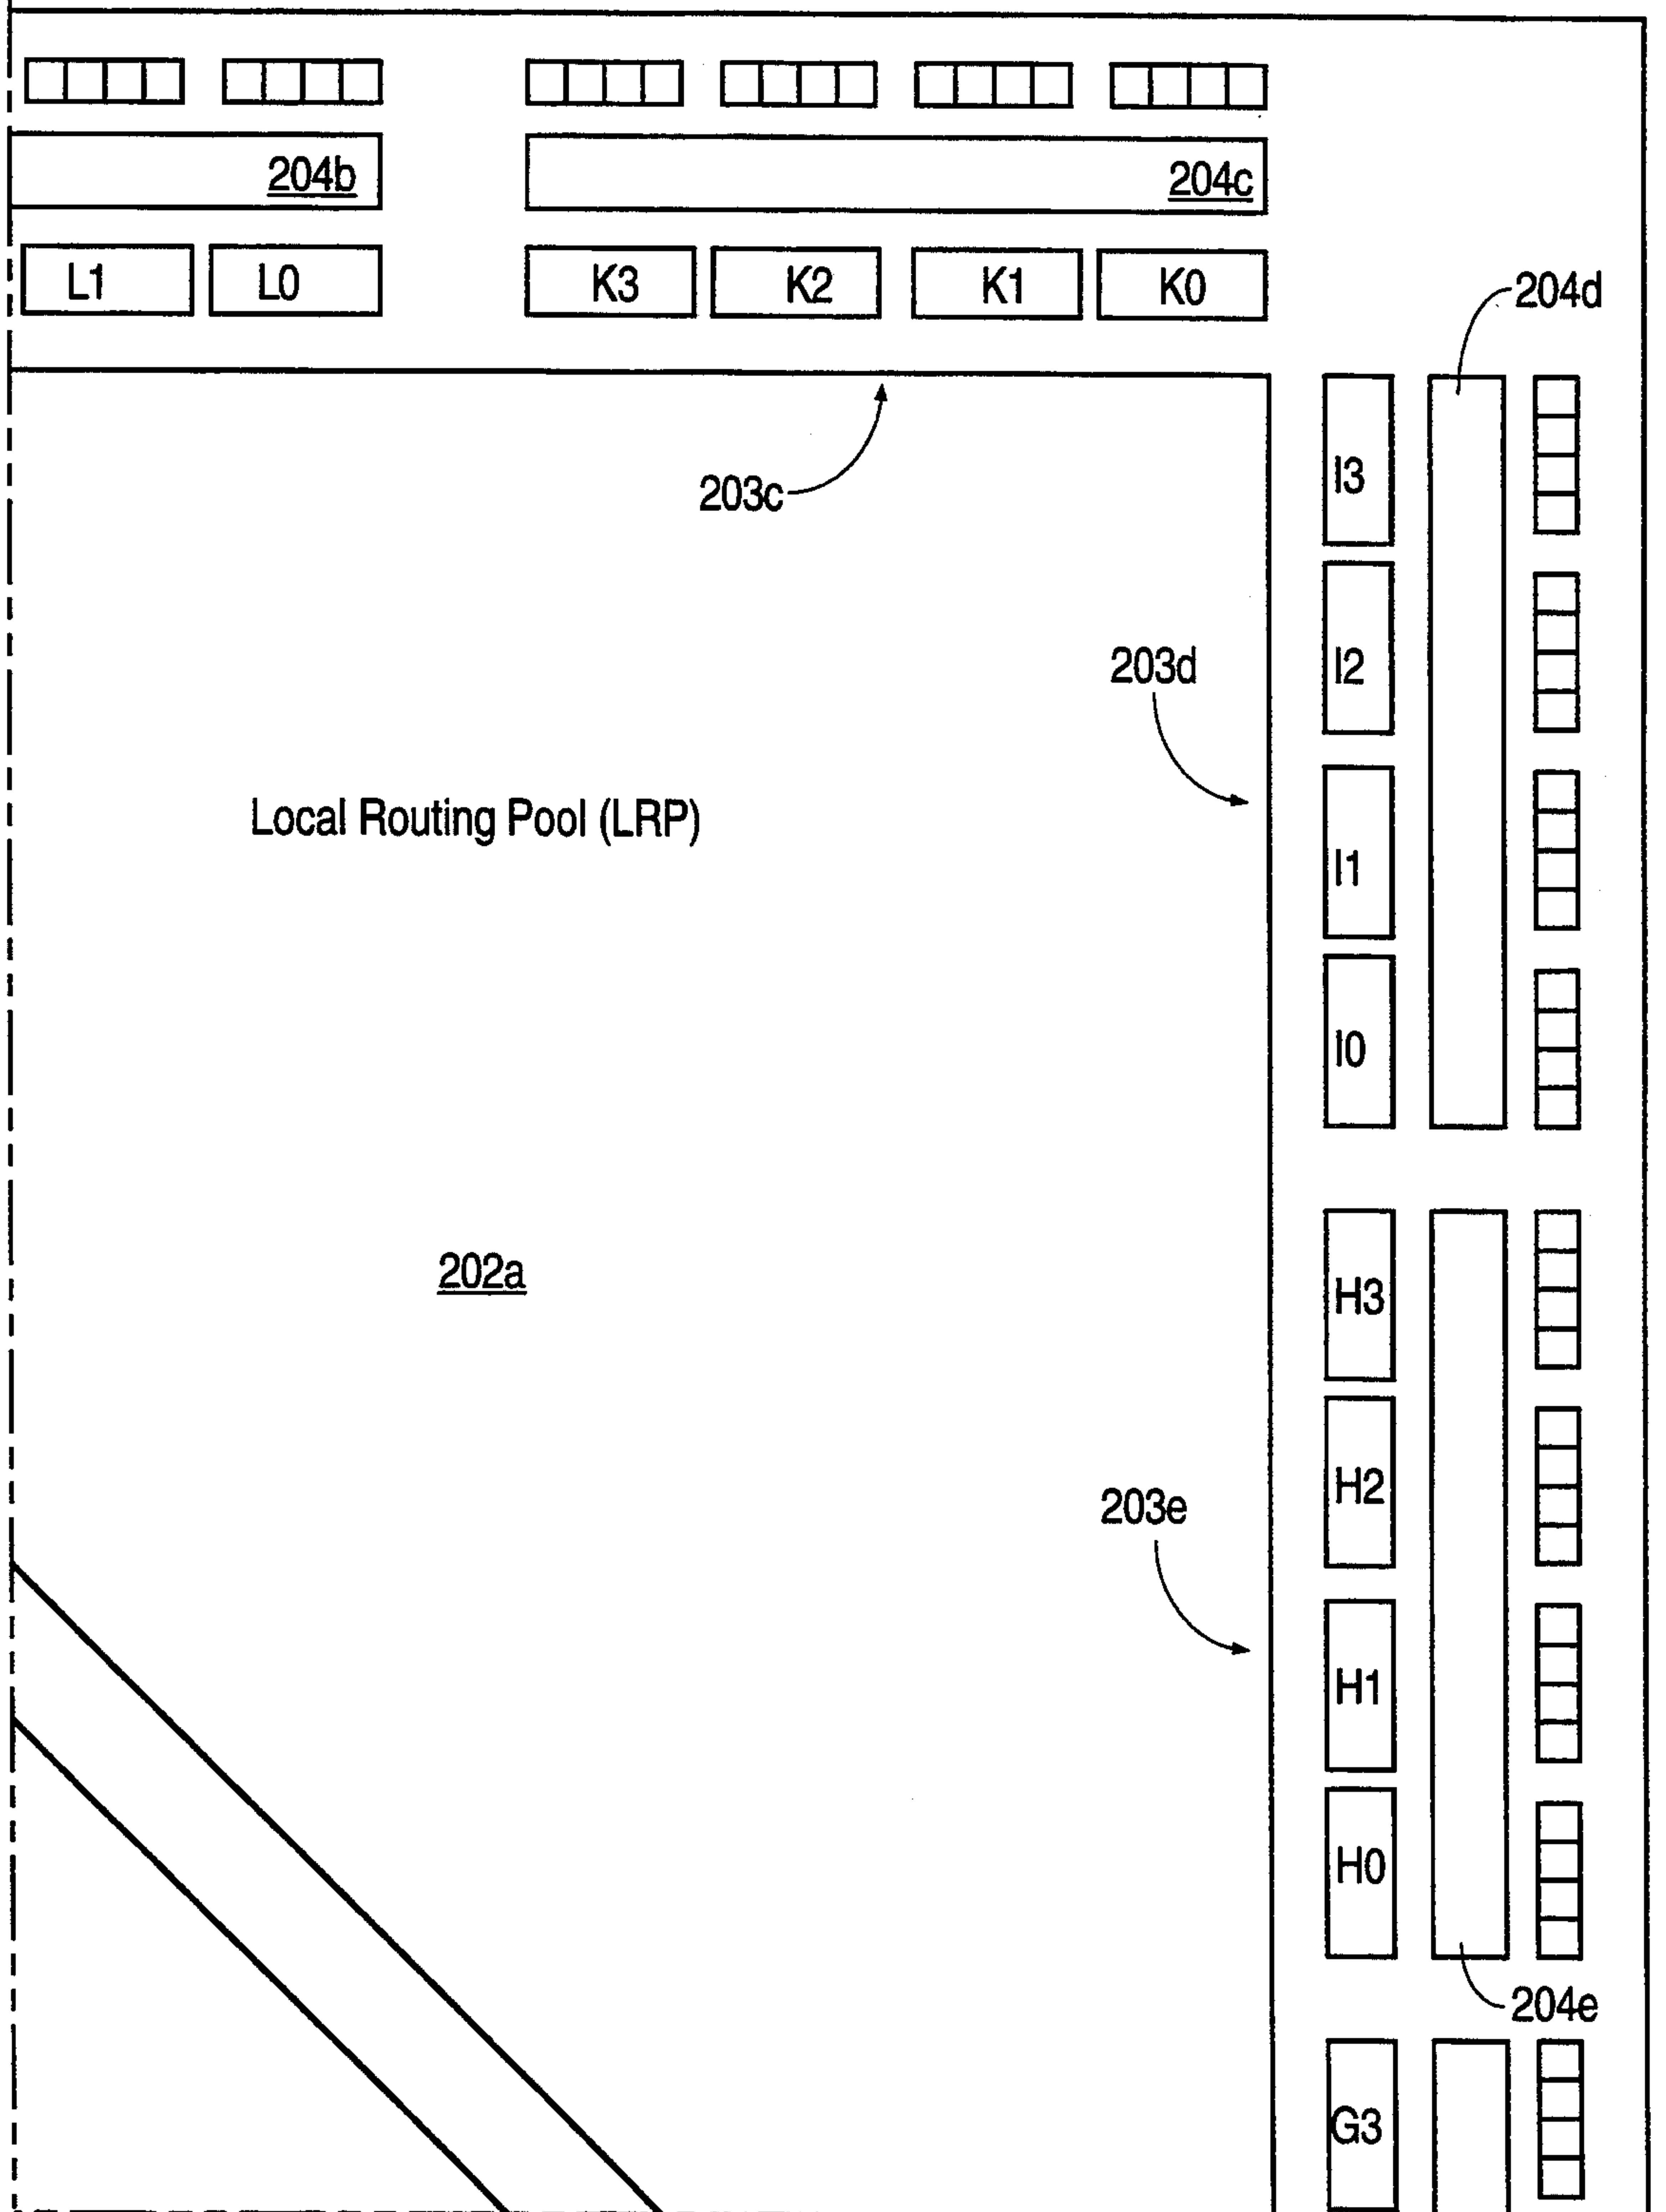 204b
204c
L1
L0
K3
K2
K1
K0
204d
203c
I3
203d
I2
Local Routing Pool (LRP)
I1
I0
202a
H3
203e
H2
H1
H0
204e
G3